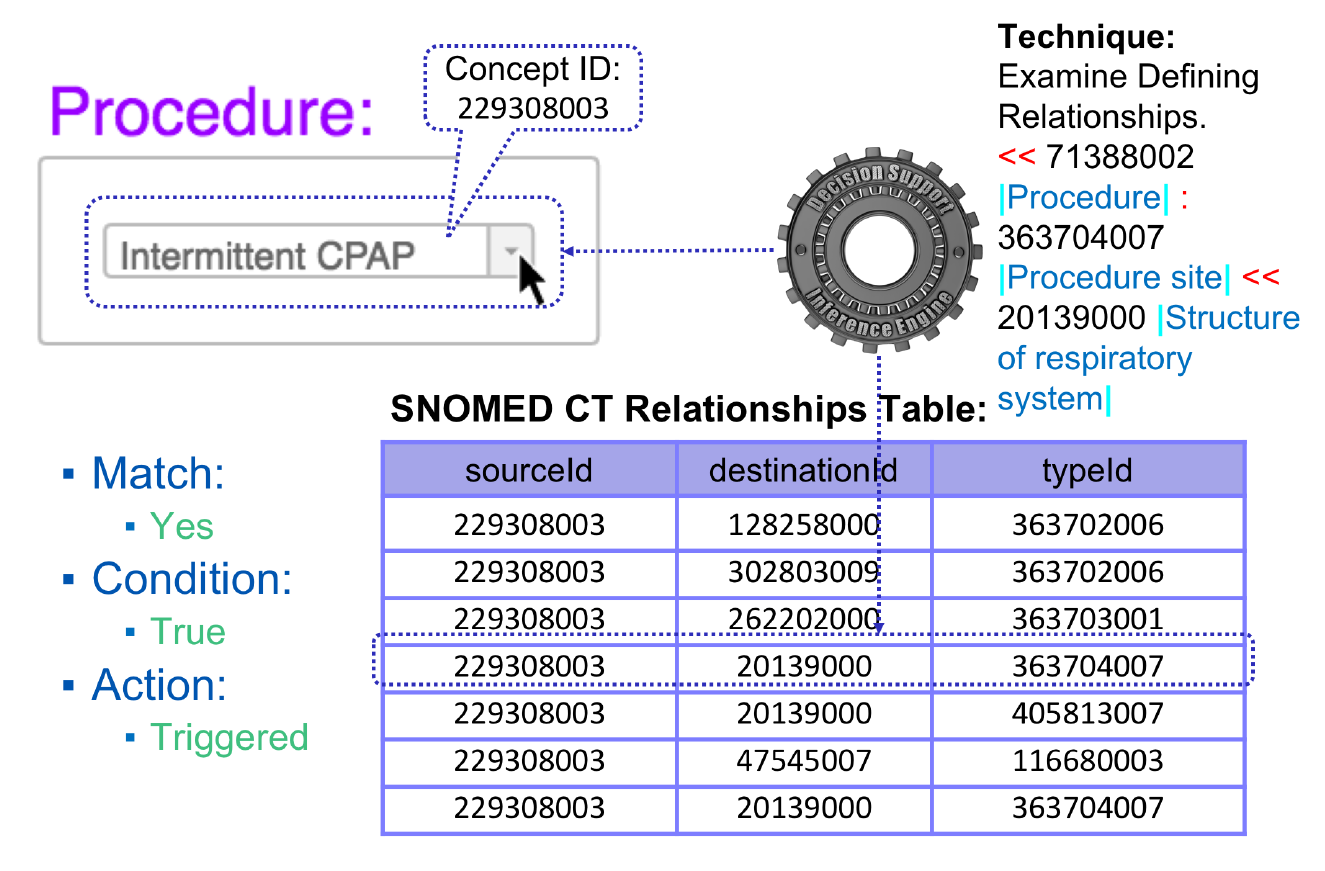 Procedure:
Concept ID:
229308003
Intermittent CPAP
Decision Support
Inference Engine
Technique:
Examine Defining
Relationships.
<< 71388002
|Procedure| :
363704007
|Procedure site| <<
20139000 |Structure
of respiratory
system|
▪ Match:
▪ Yes
▪ Condition:
▪ True
▪ Action:
▪ Triggered
SNOMED CT Relationships Table:
sourceId destinationId typeId
229308003 128258000 363702006
229308003 302803009 363702006
229308003 262202000 363703001
229308003 20139000 363704007
229308003 20139000 405813007
229308003 47545007 116680003
229308003 20139000 363704007